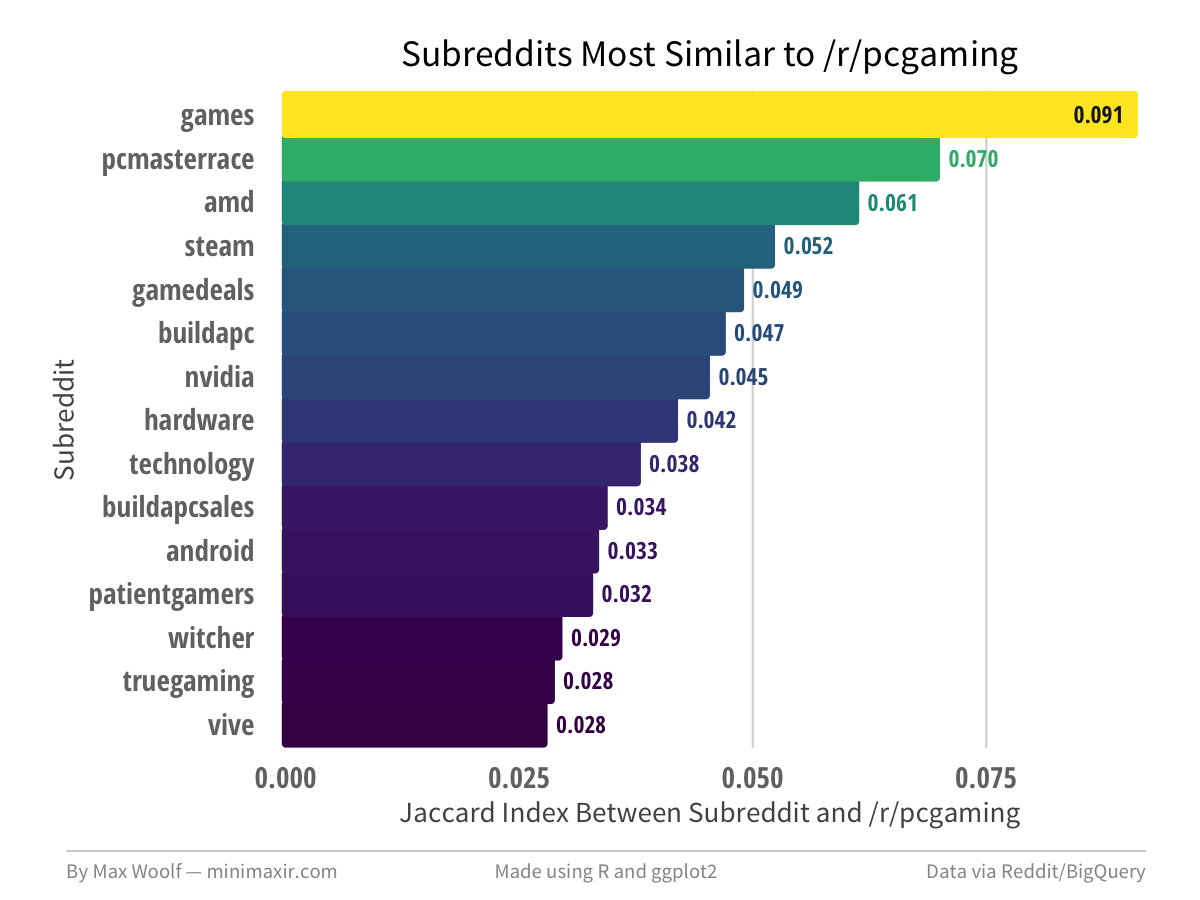 Subreddits Most Similar to /r/pcgaming
games 0.091
pcmasterrace 0.070
amd 0.061
steam 0.052
gamedeals 0.049
buildapc 0.047
nvidia 0.045
hardware 0.042
technology 0.038
buildapcsales 0.034
android 0.033
patientgamers 0.032
witcher 0.029
truegaming 0.028
vive 0.028
Subreddit
0.000 0.025 0.050 0.075
Jaccard Index Between Subreddit and /r/pcgaming
By Max Woolf — minimaxir.com Made using R and ggplot2 Data via Reddit/BigQuery